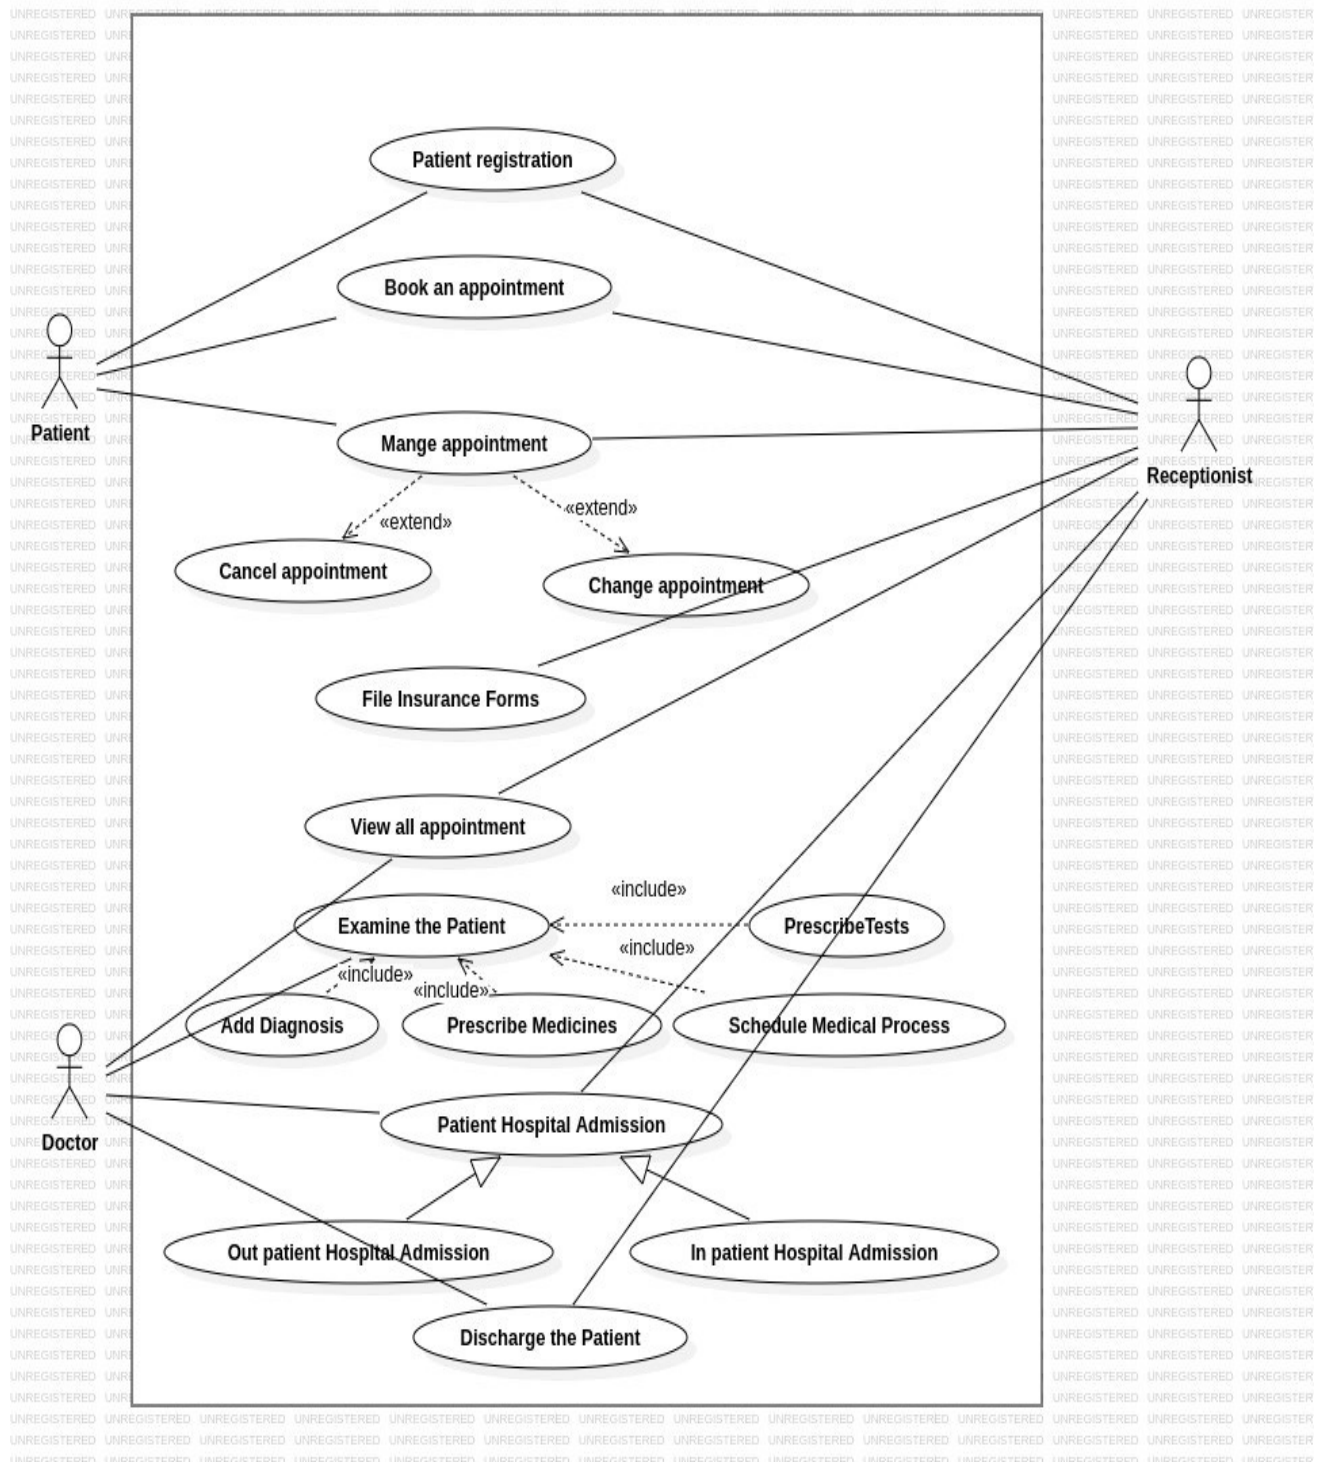 Patient registration
Book an appointment
Patient
Mange appointment
Receptionist
«extend»
«extend»
Cancel appointment
Change appointment
File Insurance Forms
View all appointment
«include»
Examine the Patient
PrescribeTests
«include»
«include»
«include»
Add Diagnosis
Prescribe Medicines
Schedule Medical Process
Patient Hospital Admission
Doctor
Out patient Hospital Admission
In patient Hospital Admission
Discharge the Patient
UNREGISTERED